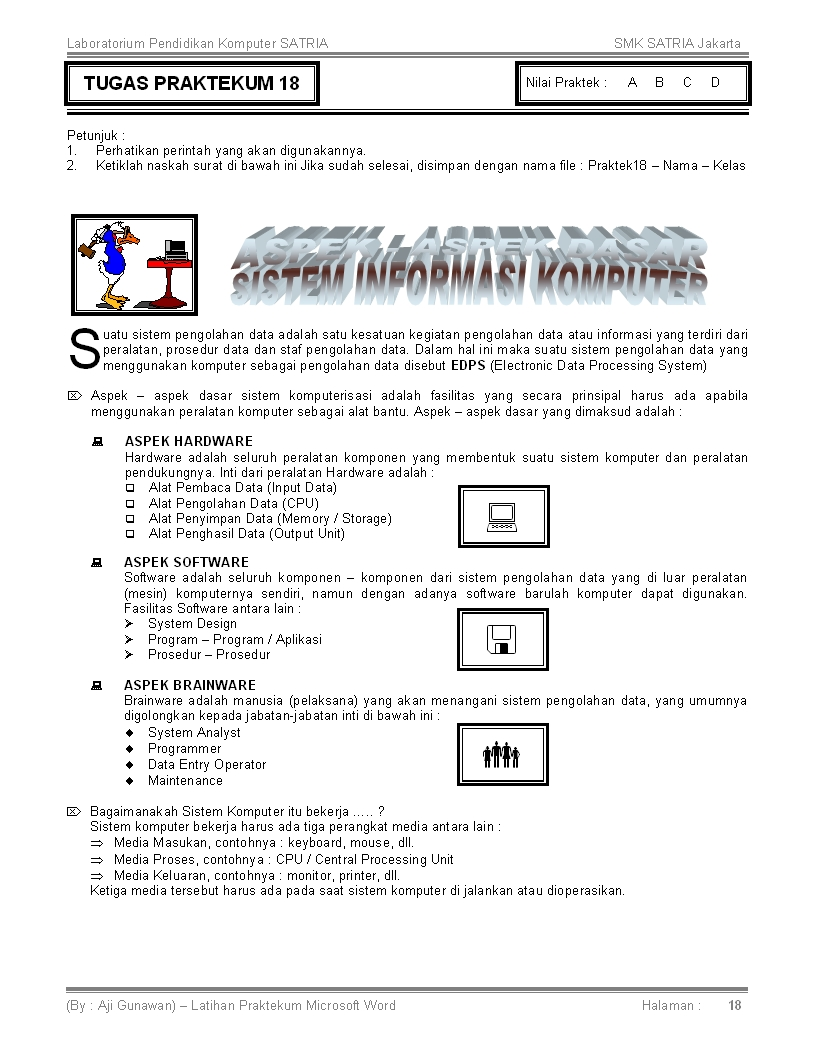 Laboratorium Pendidikan Komputer SATRIA SMK SATRIA Jakarta
TUGAS PRAKTEKUM 18
Nilai Praktek : A B C D
Petunjuk :
1. Perhatikan perintah yang akan digunakannya.
2. Ketiklah naskah surat di bawah ini Jika sudah selesai, disimpan dengan nama file : Praktek18 – Nama – Kelas
ASPEK - ASPEK DASAR
SISTEM INFORMASI KOMPUTER
Suatu sistem pengolahan data adalah satu kesatuan kegiatan pengolahan data atau informasi yang terdiri dari
peralatan, prosedur data dan staf pengolahan data. Dalam hal ini maka suatu sistem pengolahan data yang
menggunakan komputer sebagai pengolahan data disebut EDPS (Electronic Data Processing System)
Aspek – aspek dasar sistem komputerisasi adalah fasilitas yang secara prinsipal harus ada apabila
menggunakan peralatan komputer sebagai alat bantu. Aspek – aspek dasar yang dimaksud adalah :
ASPEK HARDWARE
Hardware adalah seluruh peralatan komponen yang membentuk suatu sistem komputer dan peralatan
pendukungnya. Inti dari peralatan Hardware adalah :
❑ Alat Pembaca Data (Input Data)
❑ Alat Pengolahan Data (CPU)
❑ Alat Penyimpan Data (Memory / Storage)
❑ Alat Penghasil Data (Output Unit)
ASPEK SOFTWARE
Software adalah seluruh komponen – komponen dari sistem pengolahan data yang di luar peralatan
(mesin) komputernya sendiri, namun dengan adanya software barulah komputer dapat digunakan.
Fasilitas Software antara lain :
➢ System Design
➢ Program – Program / Aplikasi
➢ Prosedur – Prosedur
ASPEK BRAINWARE
Brainware adalah manusia (pelaksana) yang akan menangani sistem pengolahan data, yang umumnya
digolongkan kepada jabatan-jabatan inti di bawah ini :
◆ System Analyst
◆ Programmer
◆ Data Entry Operator
◆ Maintenance
Bagaimanakah Sistem Komputer itu bekerja ..... ?
Sistem komputer bekerja harus ada tiga perangkat media antara lain :
⇒ Media Masukan, contohnya : keyboard, mouse, dll.
⇒ Media Proses, contohnya : CPU / Central Processing Unit
⇒ Media Keluaran, contohnya : monitor, printer, dll.
Ketiga media tersebut harus ada pada saat sistem komputer di jalankan atau dioperasikan.
(By : Aji Gunawan) – Latihan Praktekum Microsoft Word Halaman : 18